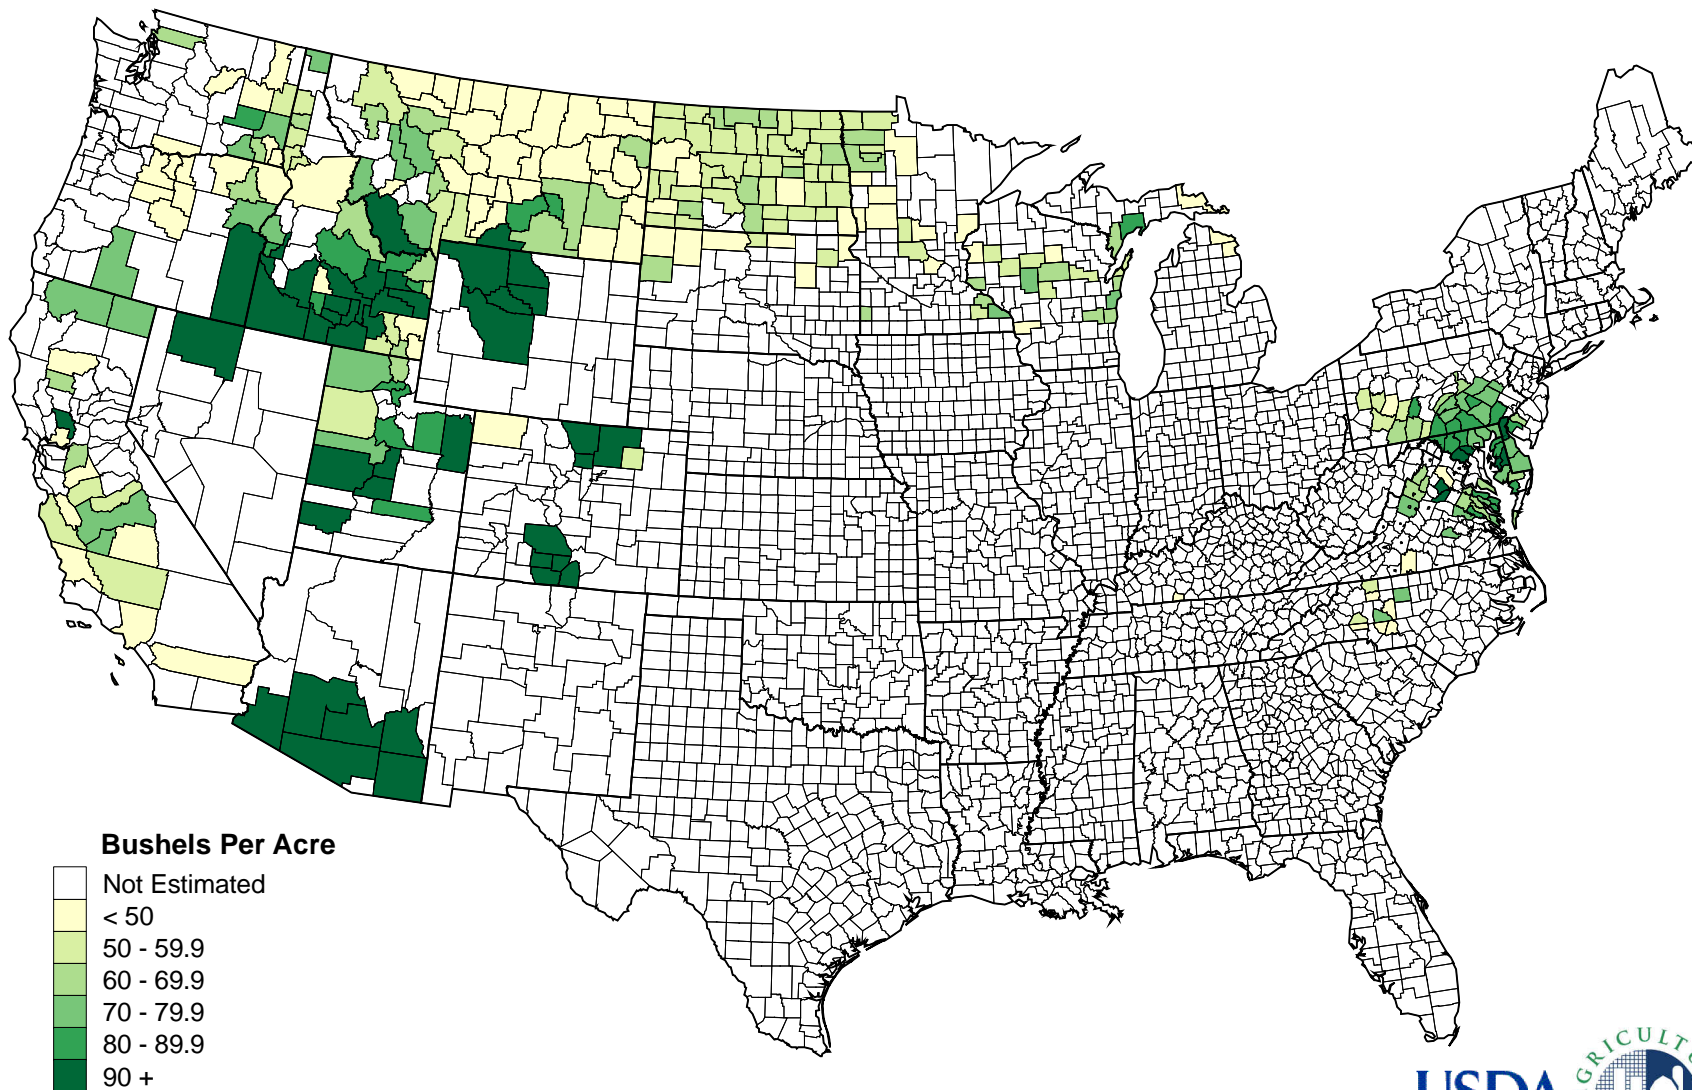 Bushels Per Acre
Not Estimated
< 50
50 - 59.9
60 - 69.9
70 - 79.9
80 - 89.9
90 +
USDA